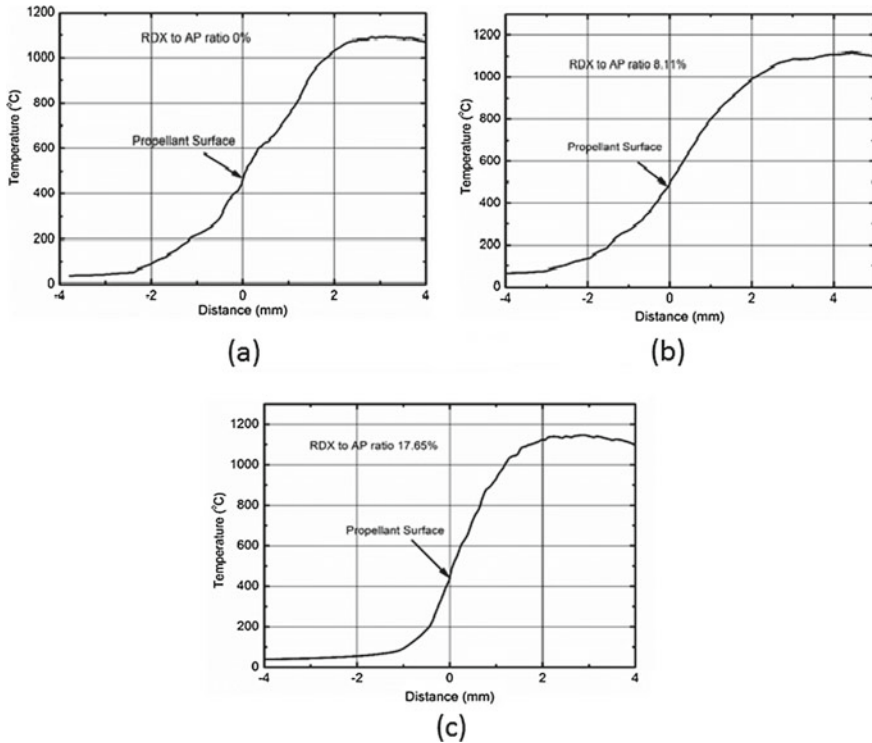 1200
1000
800
600
400
200
0
Temperature (°C)
RDX to AP ratio 0%
Propellant Surface
-4 -2 0 2 4
Distance (mm)
(a)
1200
1000
800
600
400
200
0
Temperature (°C)
RDX to AP ratio 8.11%
Propellant Surface
-4 -2 0 2 4
Distance (mm)
(b)
1200
1000
800
600
400
200
0
Temperature (°C)
RDX to AP ratio 17.65%
Propellant Surface
-4 -2 0 2 4
Distance (mm)
(c)